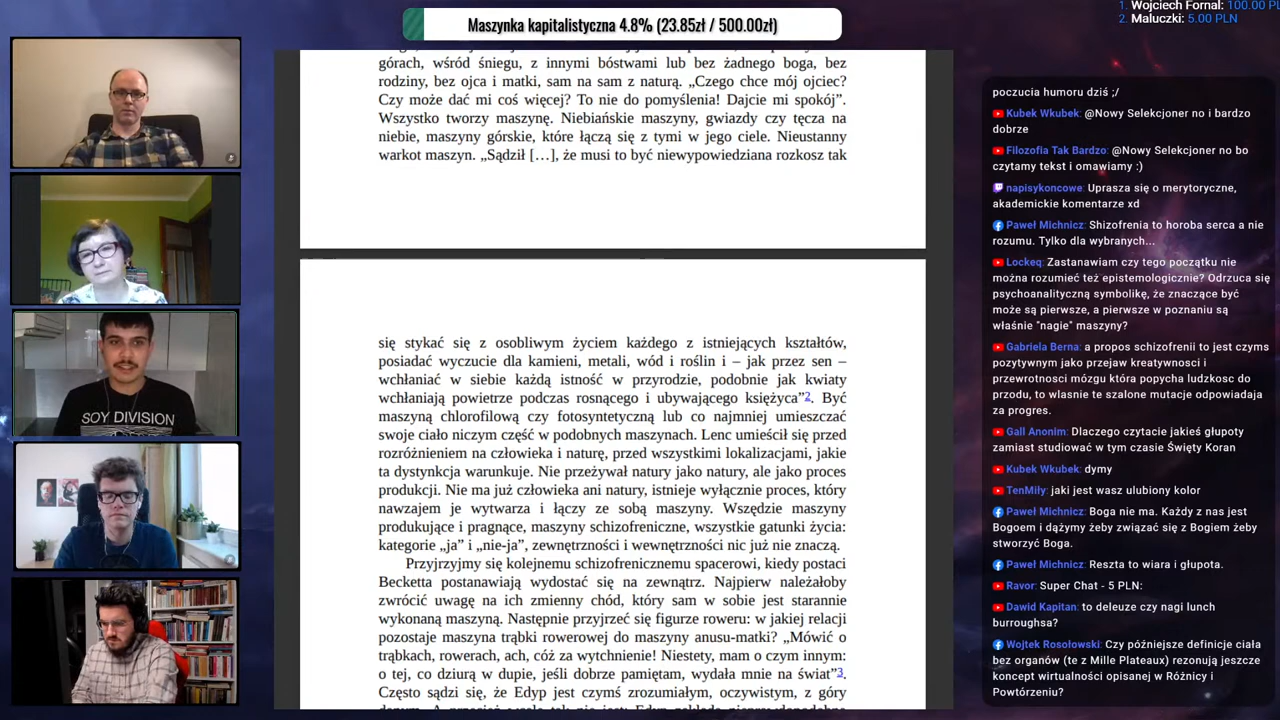 Maszynka kapitalistyczna 4.8% (23.85zł / 500.00zł)
1. Wojciech Fornal: 100.00
2. Maluczki: 5.00 PLN
górach, wśród śniegu, z innymi bóstwami lub bez żadnego boga, bez
rodziny, bez ojca i matki, sam na sam z naturą. „Czego chce mój ojciec?
Czy może dać mi coś więcej? To nie do pomyślenia! Dajcie mi spokój”.
Wszystko tworzy maszynę. Niebiańskie maszyny, gwiazdy czy tęcza na
niebie, maszyny górskie, które łączą się z tymi w jego ciele. Nieustanny
warkot maszyn. „Sądził […], że musi to być niewypowiedziana rozkosz tak
się stykać się z osobliwym życiem każdego z istniejących kształtów,
posiadać wyczucie dla kamieni, metali, wód i roślin i – jak przez sen –
wchłaniać w siebie każdą istność w przyrodzie, podobnie jak kwiaty
wchłaniają powietrze podczas rosnącego i ubywającego księżyca”2. Być
maszyną chlorofilową czy fotosyntetyczną lub co najmniej umieszczać
swoje ciało niczym część w podobnych maszynach. Lenc umieścił się przed
rozróżnieniem na człowieka i naturę, przed wszystkimi lokalizacjami, jakie
ta dystynkcja warunkuje. Nie przeżywał natury jako natury, ale jako proces
produkcji. Nie ma już człowieka ani natury, istnieje wyłącznie proces, który
nawzajem je wytwarza i łączy ze sobą maszyny. Wszędzie maszyny
produkujące i pragnące, maszyny schizofreniczne, wszystkie gatunki życia:
kategorie „ja” i „nie-ja”, zewnętrzności i wewnętrzności nic już nie znaczą.
Przyjrzyjmy się kolejnemu schizofrenicznemu spacerowi, kiedy postaci
Becketta postanawiają wydostać się na zewnątrz. Najpierw należałoby
zwrócić uwagę na ich zmienny chód, który sam w sobie jest starannie
wykonaną maszyną. Następnie przyjrzeć się figurze roweru: w jakiej relacji
pozostaje maszyna trąbki rowerowej do maszyny anusu-matki? „Mówić o
trąbkach, rowerach, ach, cóż za wytchnienie! Niestety, mam o czym innym:
o tej, co dziurą w dupie, jeśli dobrze pamiętam, wydała mnie na świat”3.
Często sądzi się, że Edyp jest czymś zrozumiałym, oczywistym, z góry
SOY DIVISION
poczucia humoru dziś ;/
Kubek Wkubek: @Nowy Selekcjoner no i bardzo
dobrze
Filozofia Tak Bardzo: @Nowy Selekcjoner no bo
czytamy tekst i omawiamy :)
napisykoncowe: Uprasza się o merytoryczne,
akademickie komentarze xd
Paweł Michnicz: Shizofrenia to horoba serca a nie
rozumu. Tylko dla wybranych...
Lockeq: Zastanawiam czy tego początku nie
można rozumieć też epistemologicznie? Odrzuca się
psychoanalityczną symbolikę, że znaczące być
może są pierwsze, a pierwsze w poznaniu są
właśnie "nagie" maszyny?
Gabriela Berna: a propos schizofrenii to jest czyms
pozytywnym jako przejaw kreatywnosci i
przewrotnosci mózgu która popycha ludzkosc do
przodu, to wlasnie te szalone mutacje odpowiadaja
za progres.
Gall Anonim: Dlaczego czytacie jakieś głupoty
zamiast studiować w tym czasie Święty Koran
Kubek Wkubek: dymy
TenMiły: jaki jest wasz ulubiony kolor
Paweł Michnicz: Boga nie ma. Każdy z nas jest
Bogoem i dążymy żeby związać się z Bogiem żeby
stworzyć Boga.
Paweł Michnicz: Reszta to wiara i głupota.
Ravor: Super Chat - 5 PLN:
Dawid Kapitan: to deleuze czy nagi lunch
burroughsa?
Wojtek Rosołowski: Czy późniejsze definicje ciała
bez organów (te z Mille Plateaux) rezonują jeszcze
koncept wirtualności opisanej w Różnicy i
Powtórzeniu?